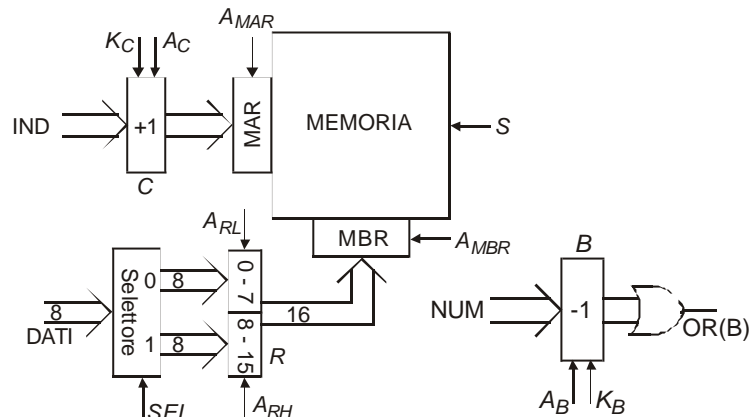 K_C A_C
A_MAR
IND
+1
C
MAR
MEMORIA
S
A_RL
MBR
A_MBR
B
DATI
8
Selettore
0
1
8
8
0 - 7
8 - 15
16
R
NUM
-1
OR(B)
SEL
A_RH
A_B K_B